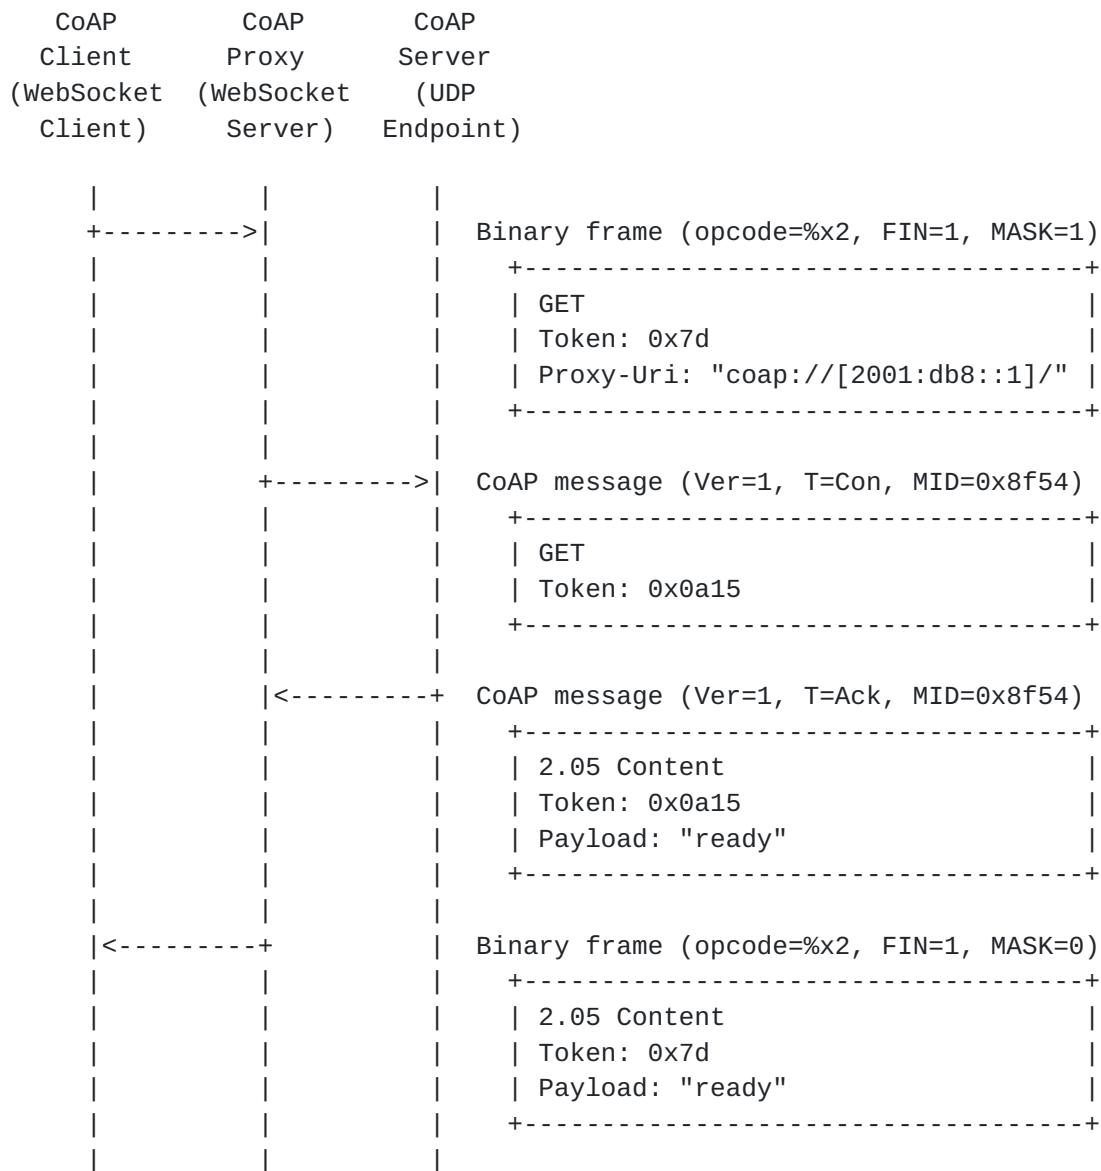 CoAP        CoAP       CoAP
  Client      Proxy      Server
(WebSocket  (WebSocket    (UDP
  Client)     Server)   Endpoint)

     |          |          |
     +--------->|          |  Binary frame (opcode=%x2, FIN=1, MASK=1)
     |          |          |    +------------------------------------+
     |          |          |    | GET                                |
     |          |          |    | Token: 0x7d                        |
     |          |          |    | Proxy-Uri: "coap://[2001:db8::1]/" |
     |          |          |    +------------------------------------+
     |          |          |
     |          +--------->|  CoAP message (Ver=1, T=Con, MID=0x8f54)
     |          |          |    +------------------------------------+
     |          |          |    | GET                                |
     |          |          |    | Token: 0x0a15                      |
     |          |          |    +------------------------------------+
     |          |          |
     |          |<---------+  CoAP message (Ver=1, T=Ack, MID=0x8f54)
     |          |          |    +------------------------------------+
     |          |          |    | 2.05 Content                       |
     |          |          |    | Token: 0x0a15                      |
     |          |          |    | Payload: "ready"                   |
     |          |          |    +------------------------------------+
     |          |          |
     |<---------+          |  Binary frame (opcode=%x2, FIN=1, MASK=0)
     |          |          |    +------------------------------------+
     |          |          |    | 2.05 Content                       |
     |          |          |    | Token: 0x7d                        |
     |          |          |    | Payload: "ready"                   |
     |          |          |    +------------------------------------+
     |          |          |